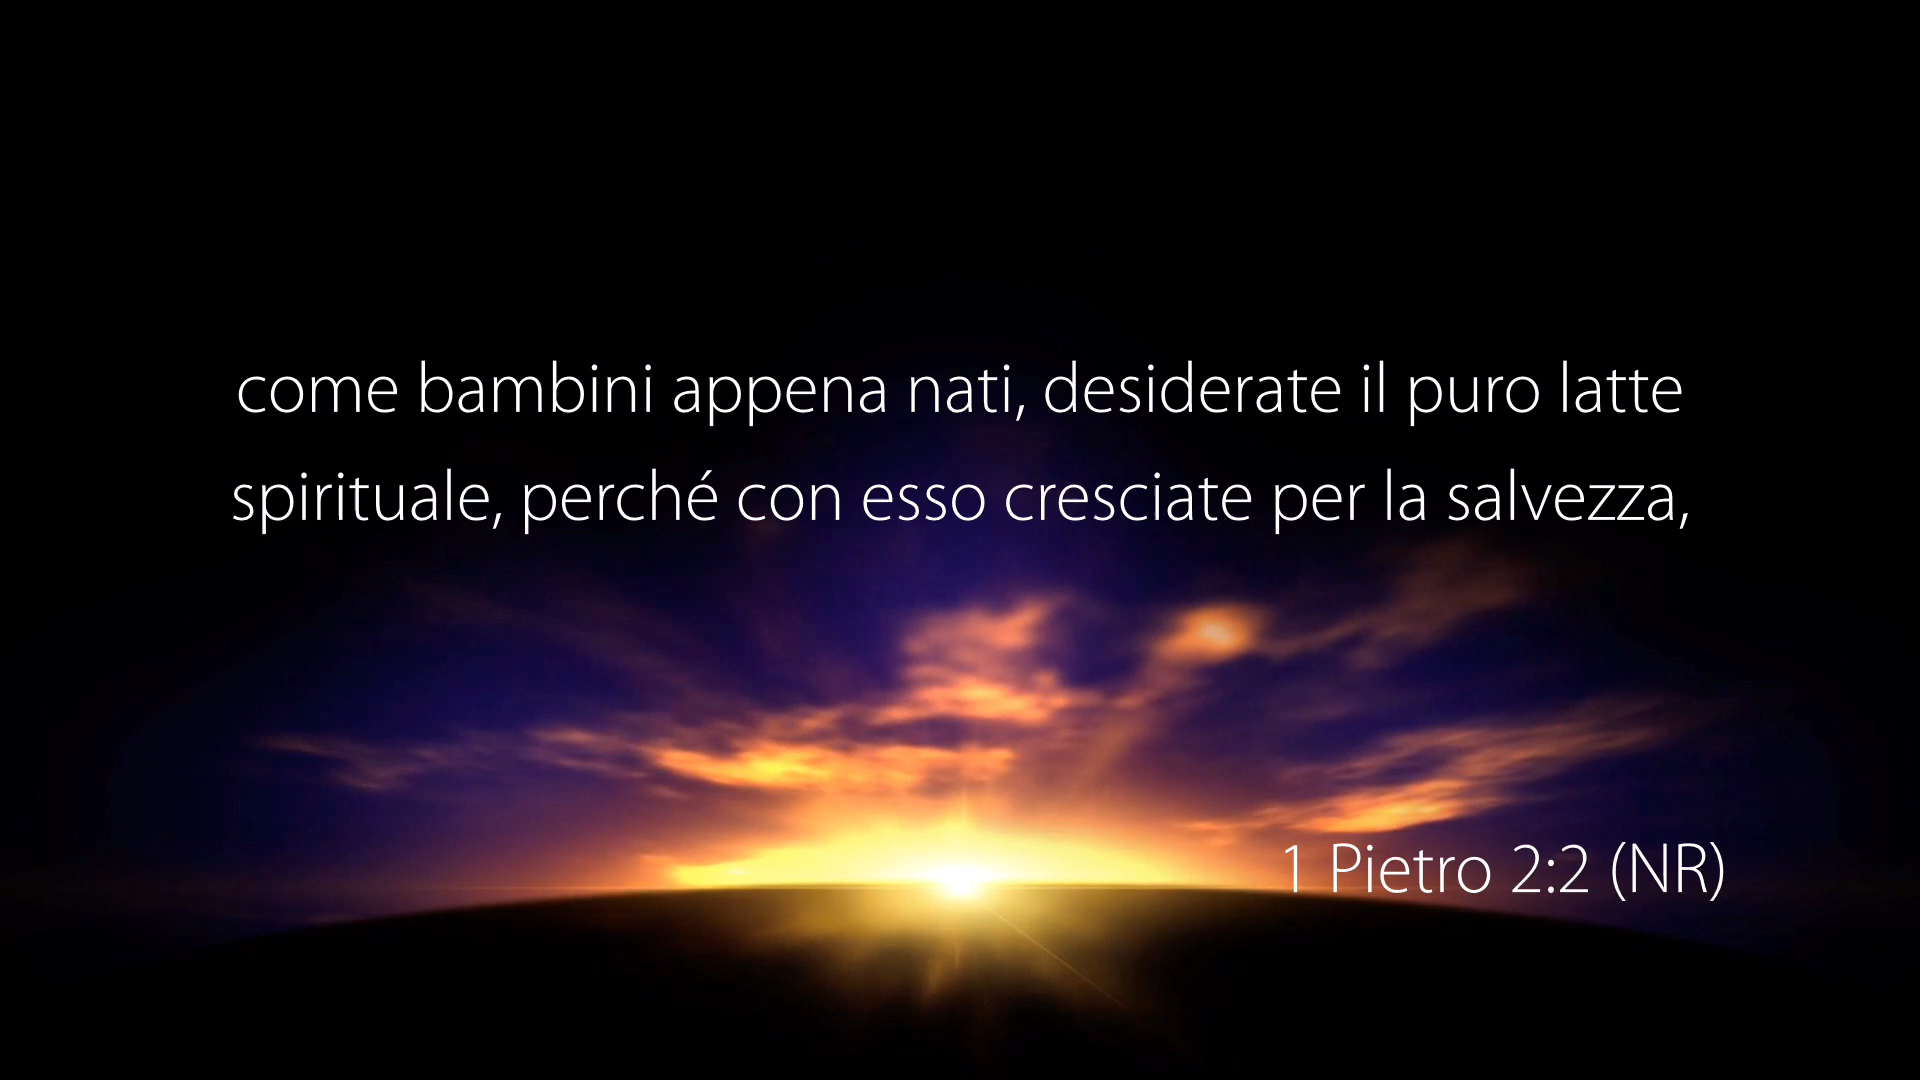 come bambini appena nati, desiderate il puro latte
spirituale, perché con esso cresciate per la salvezza,
1 Pietro 2:2 (NR)